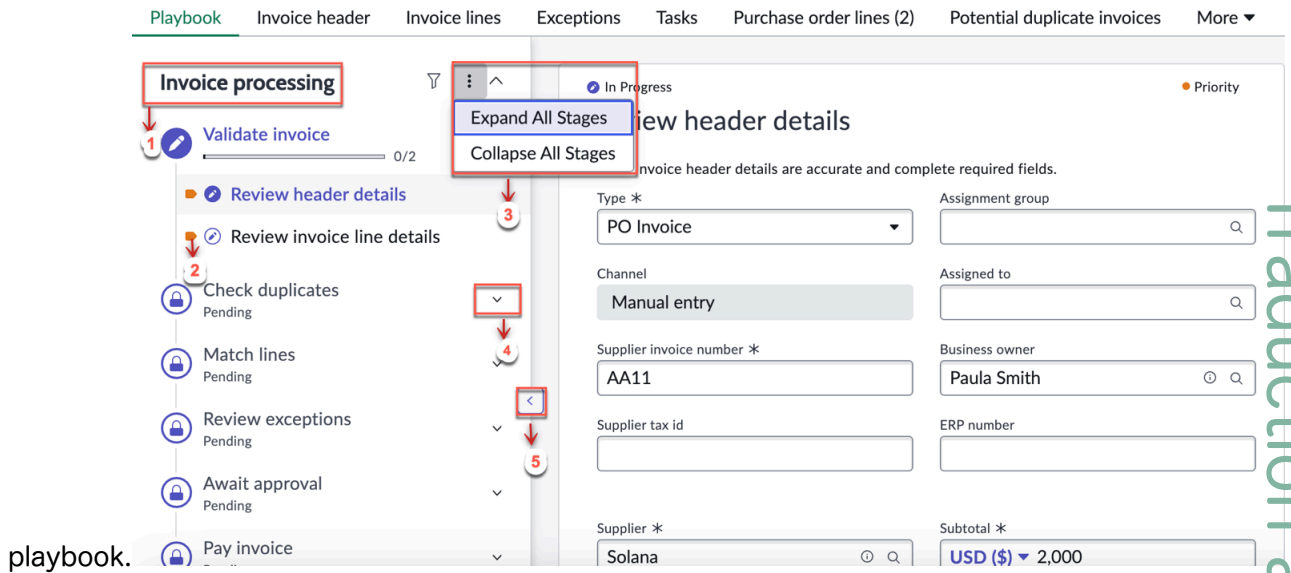 Playbook Invoice header Invoice lines Exceptions Tasks Purchase order lines (2) Potential duplicate invoices More
Invoice processing
Expand All Stages
Collapse All Stages
1
Validate invoice
0/2
Review header details
3
Review invoice line details
2
Check duplicates
Pending
4
Match lines
Pending
5
Review exceptions
Pending
Await approval
Pending
Pay invoice
In Progress
Priority
iew header details
nvoice header details are accurate and complete required fields.
Type *
Assignment group
PO Invoice
Channel
Assigned to
Manual entry
Supplier invoice number *
Business owner
AA11
Paula Smith
Supplier tax id
ERP number
Supplier *
Subtotal *
Solana
USD ($) 2,000
playbook.